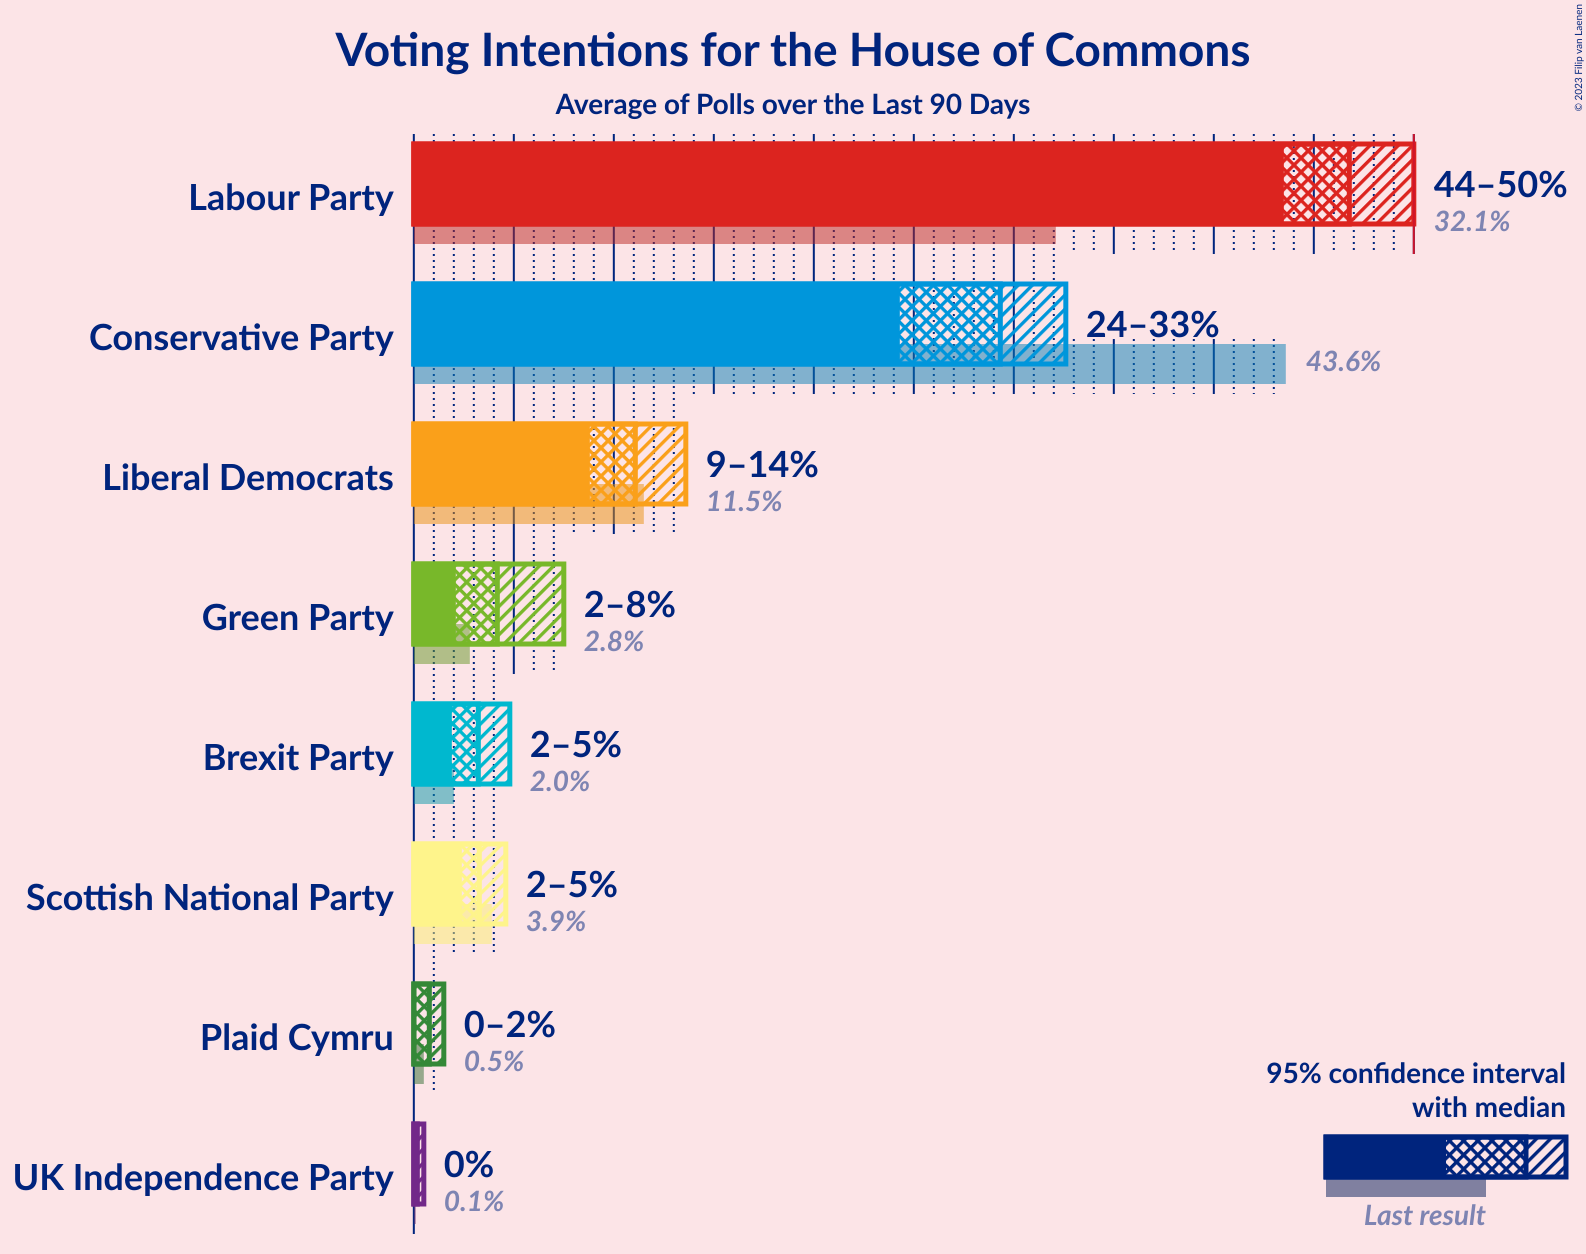 Voting Intentions for the House of Commons
Average of Polls over the Last 90 Days
© 2023 Filip van Laenen
Labour Party
44–50%
32.1%
Conservative Party
24–33%
43.6%
Liberal Democrats
9–14%
11.5%
Green Party
2–8%
2.8%
Brexit Party
2–5%
2.0%
Scottish National Party
2–5%
3.9%
Plaid Cymru
0–2%
0.5%
UK Independence Party
0%
0.1%
95% confidence interval
with median
Last result